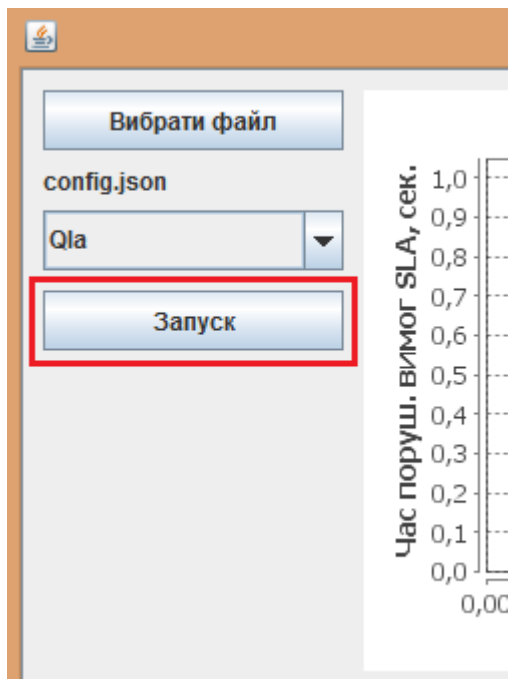 Вибрати файл
config.json
Qla
Запуск
Час поруш. вимог SLA, сек.
1,0
0,9
0,8
0,7
0,6
0,5
0,4
0,3
0,2
0,1
0,0
0,00